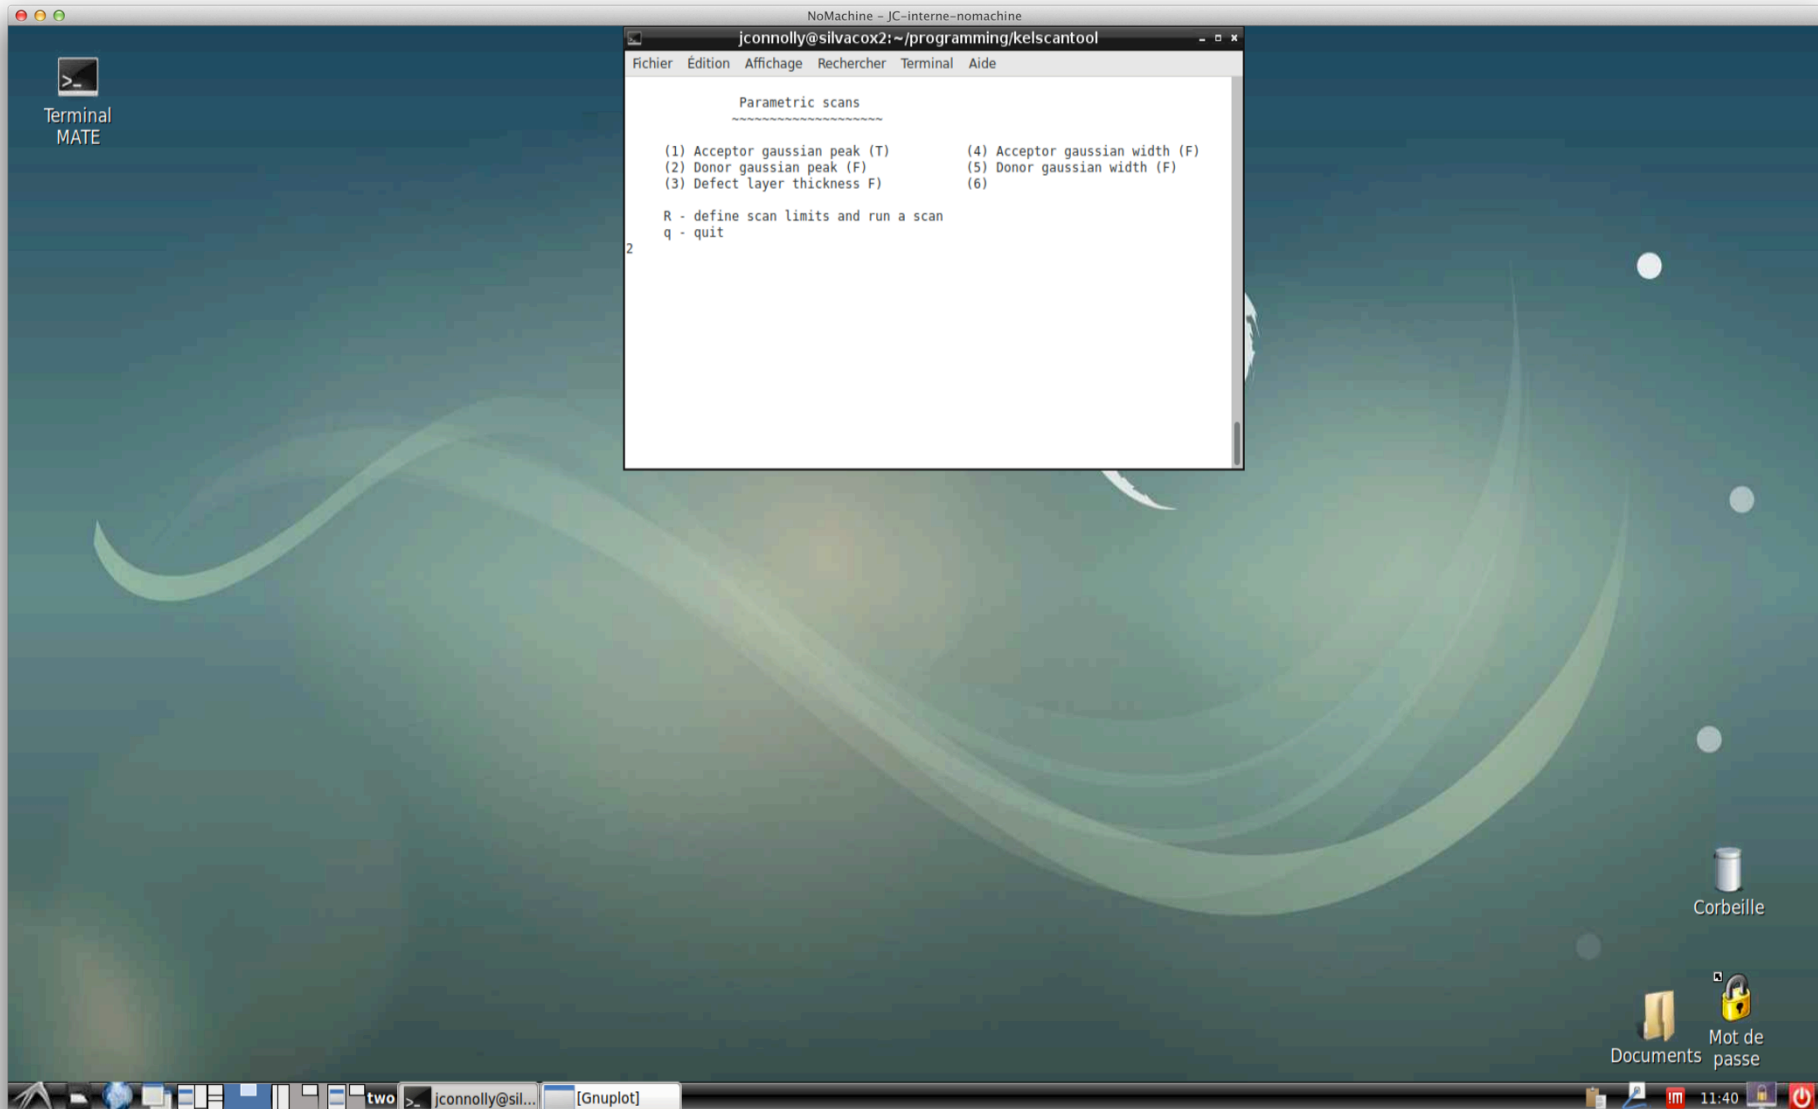 NoMachine - JC-interne-nomachine
jconnolly@silvacox2:~/programming/kelscantool
Fichier Édition Affichage Rechercher Terminal Aide
Parametric scans
~~~~~~~~~~~~~~~~~~~~
(1) Acceptor gaussian peak (T) (4) Acceptor gaussian width (F)
(2) Donor gaussian peak (F) (5) Donor gaussian width (F)
(3) Defect layer thickness F) (6)
R - define scan limits and run a scan
q - quit
2
Terminal
MATE
Corbeille
Documents
Mot de
passe
two
jconnolly@sil...
[Gnuplot]
!M
11:40